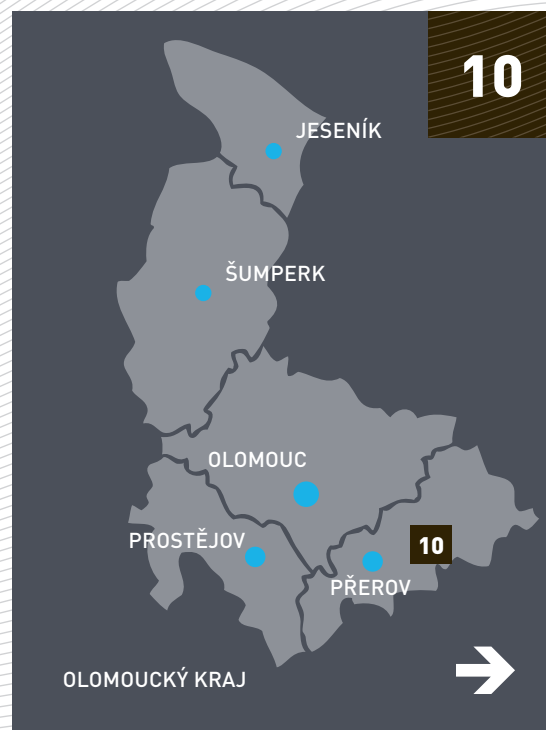 10
JESENÍK
ŠUMPERK
OLOMOUC
PROSTĚJOV
10
PŘEROV
OLOMOUCKÝ KRAJ